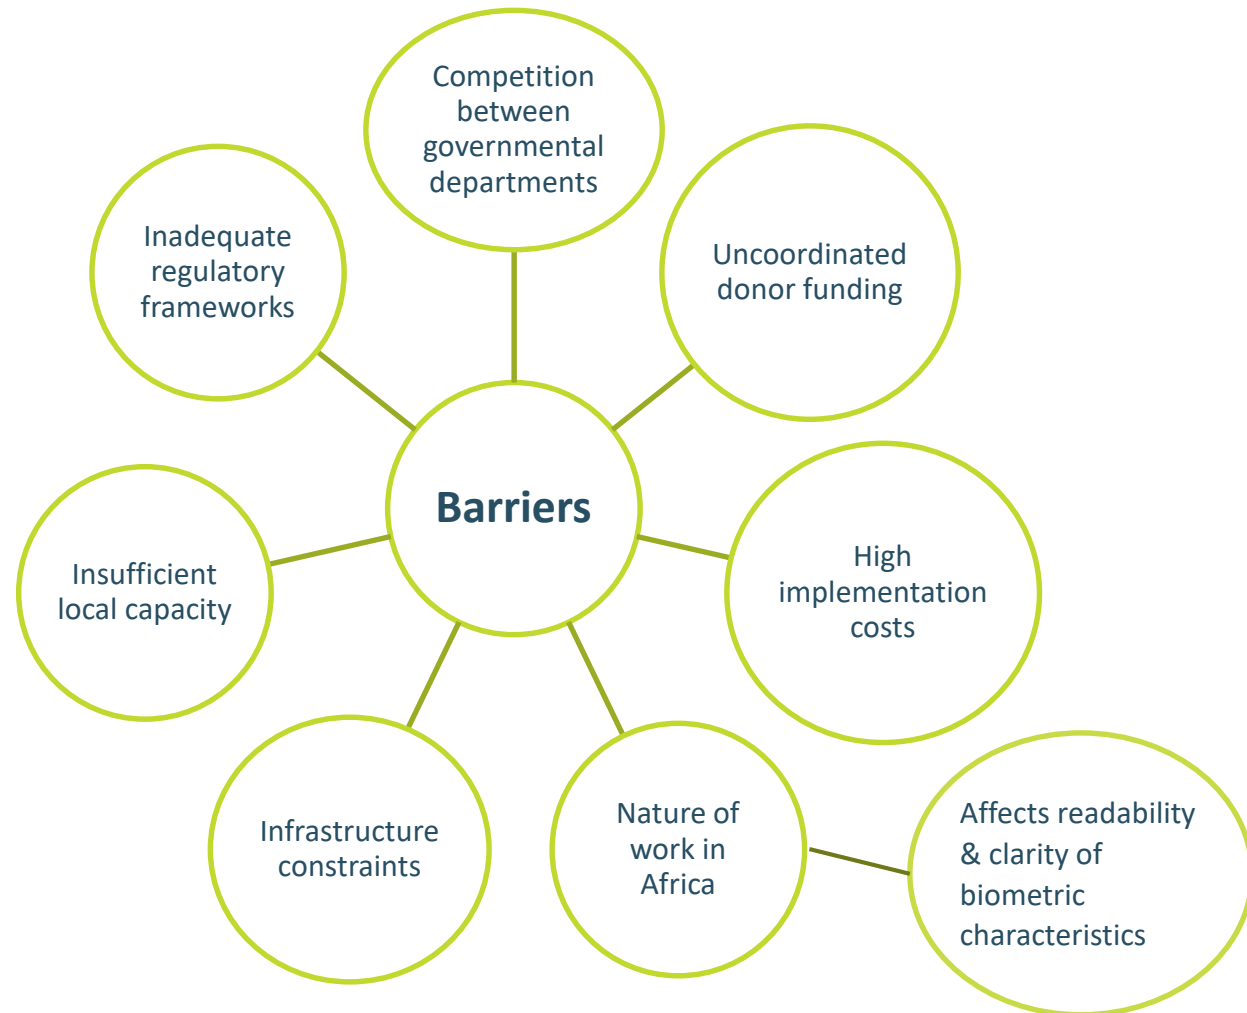 Competition
between
governmental
departments
Inadequate
regulatory
frameworks
Uncoordinated
donor funding
Barriers
Insufficient
local capacity
High
implementation
costs
Infrastructure
constraints
Nature of
work in
Africa
Affects readability
& clarity of
biometric
characteristics